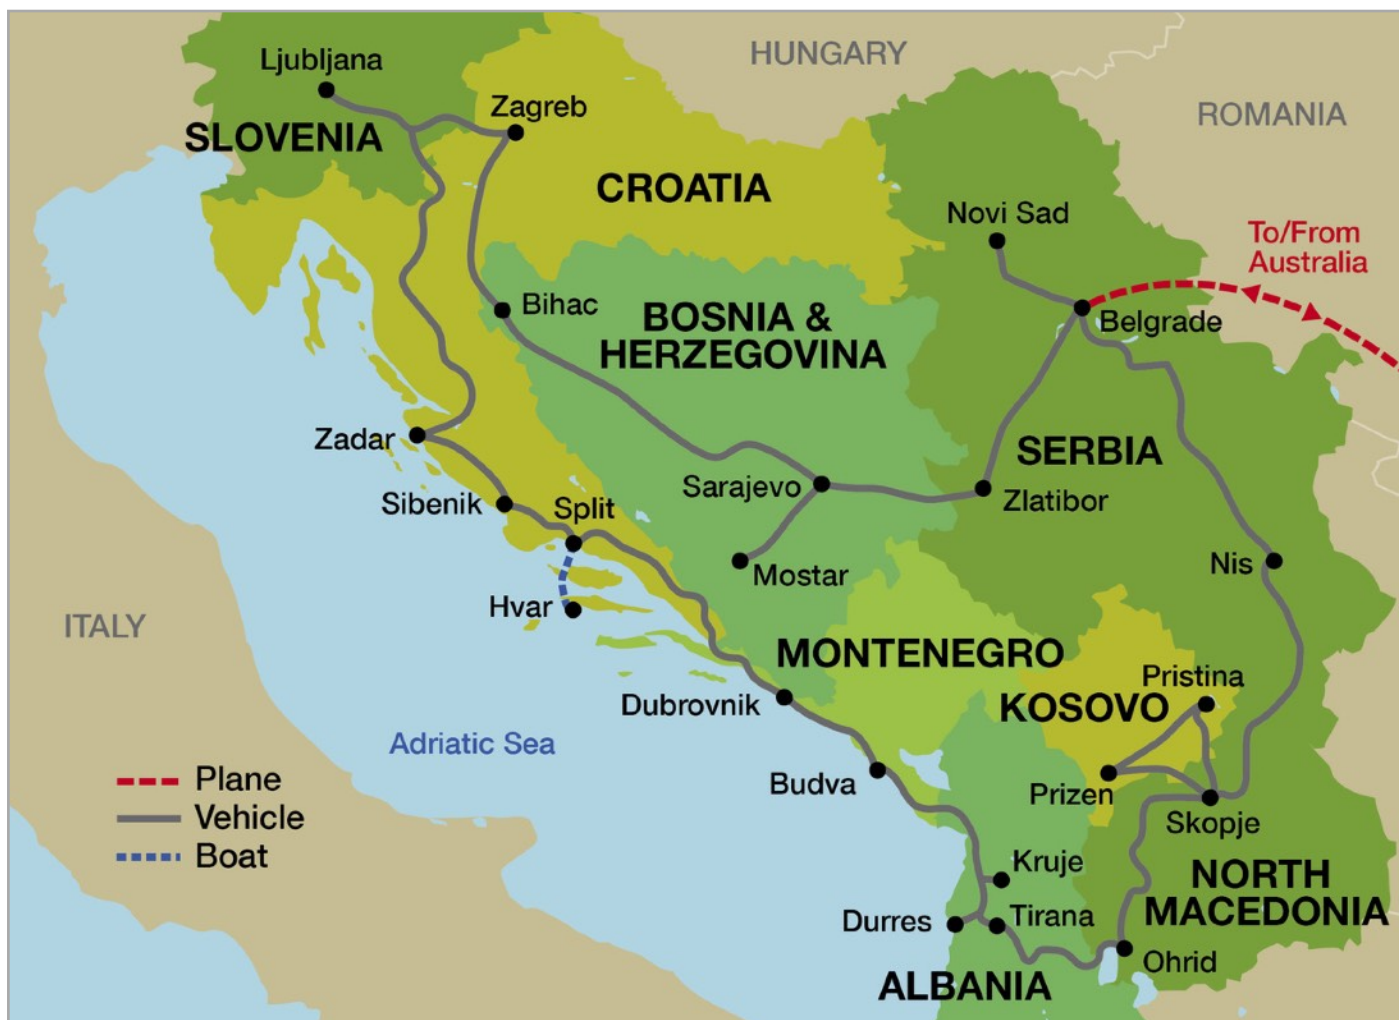 HUNGARY
Ljubljana
Zagreb
ROMANIA
SLOVENIA
CROATIA
Novi Sad
To/From
Australia
Bihac
BOSNIA &
HERZEGOVINA
Belgrade
Zadar
SERBIA
Sarajevo
Sibenik
Split
Zlatibor
Mostar
Nis
Hvar
ITALY
MONTENEGRO
Pristina
KOSOVO
Dubrovnik
Adriatic Sea
Budva
Prizen
Plane
Vehicle
Boat
Skopje
Kruje
NORTH
MACEDONIA
Durres
Tirana
Ohrid
ALBANIA